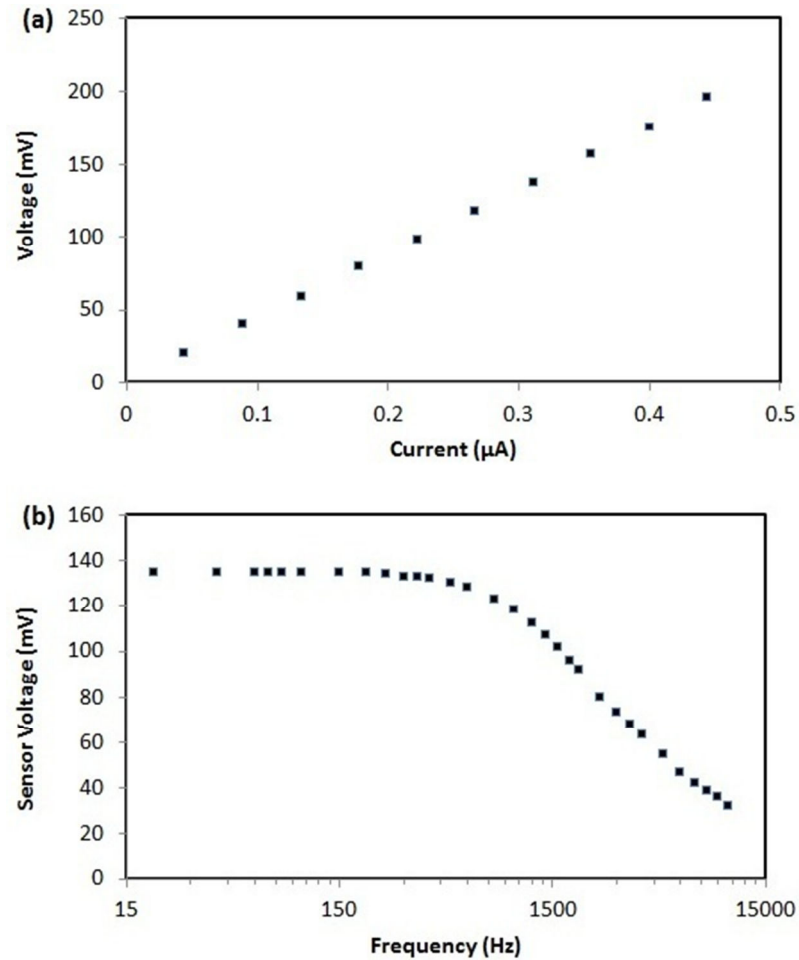 (a)
250
200
150
100
50
0
Voltage (mV)
0 0.1 0.2 0.3 0.4 0.5
Current (µA)
(b)
160
140
120
100
80
60
40
20
0
Sensor Voltage (mV)
15 150 1500 15000
Frequency (Hz)